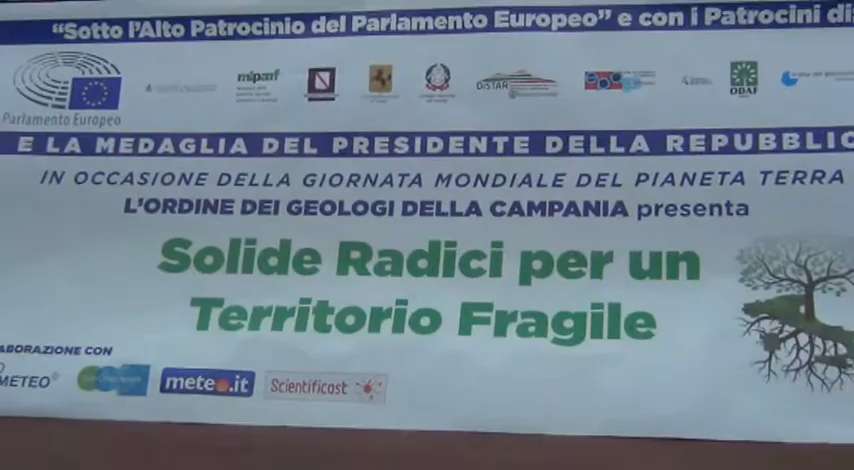 “Sotto l'Alto Patrocinio del Parlamento Europeo” e con i Patrocini di
Parlamento Europeo
mipaaf
DiSTAR
ODAF
E LA MEDAGLIA DEL PRESIDENTE DELLA REPUBBLIC
IN OCCASIONE DELLA GIORNATA MONDIALE DEL PIANETA TERRA
L'ORDINE DEI GEOLOGI DELLA CAMPANIA presenta
Solide Radici per un
Territorio Fragile
ABORAZIONE CON
METEO
meteo.it
Scientificast